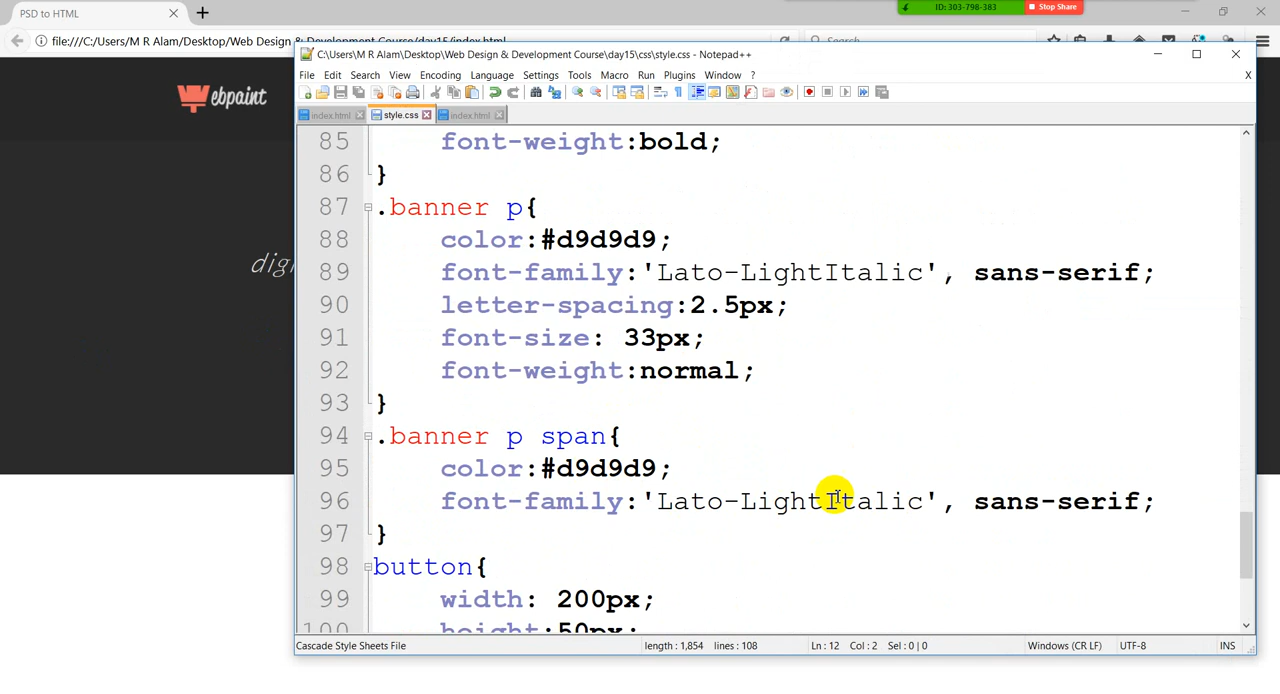 PSD to HTML
ID: 303-798-383
Stop Share
file:///C:/Users/M R Alam/Desktop/Web Design & Development Course/day15/index.html
Search
ebpaint
digi
C:\Users\M R Alam\Desktop\Web Design & Development Course\day15\css\style.css - Notepad++
File Edit Search View Encoding Language Settings Tools Macro Run Plugins Window ?
X
index.html style.css index.html
85 font-weight:bold;
86 }
87 .banner p{
88 color:#d9d9d9;
89 font-family:'Lato-LightItalic', sans-serif;
90 letter-spacing:2.5px;
91 font-size: 33px;
92 font-weight:normal;
93 }
94 .banner p span{
95 color:#d9d9d9;
96 font-family:'Lato-LightItalic', sans-serif;
97 }
98 button{
99 width: 200px;
100 height:50px;
Cascade Style Sheets File length : 1,854 lines : 108 Ln : 12 Col : 2 Sel : 0 | 0 Windows (CR LF) UTF-8 INS